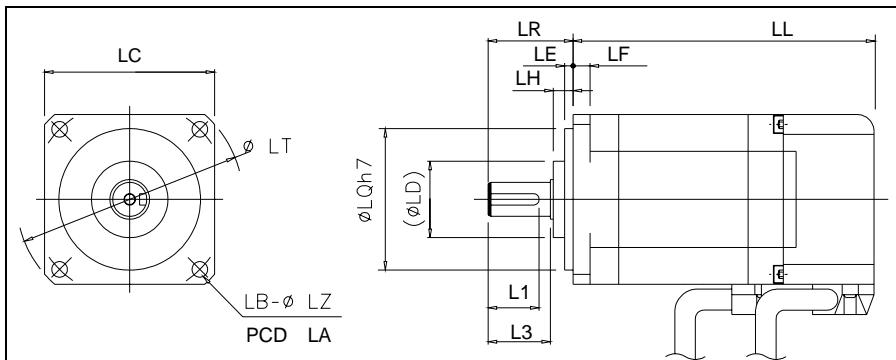 LC
ø LT
LB-ø LZ
PCD LA
LR
LL
LE
LF
LH
øLQh7
(øLD)
L1
L3